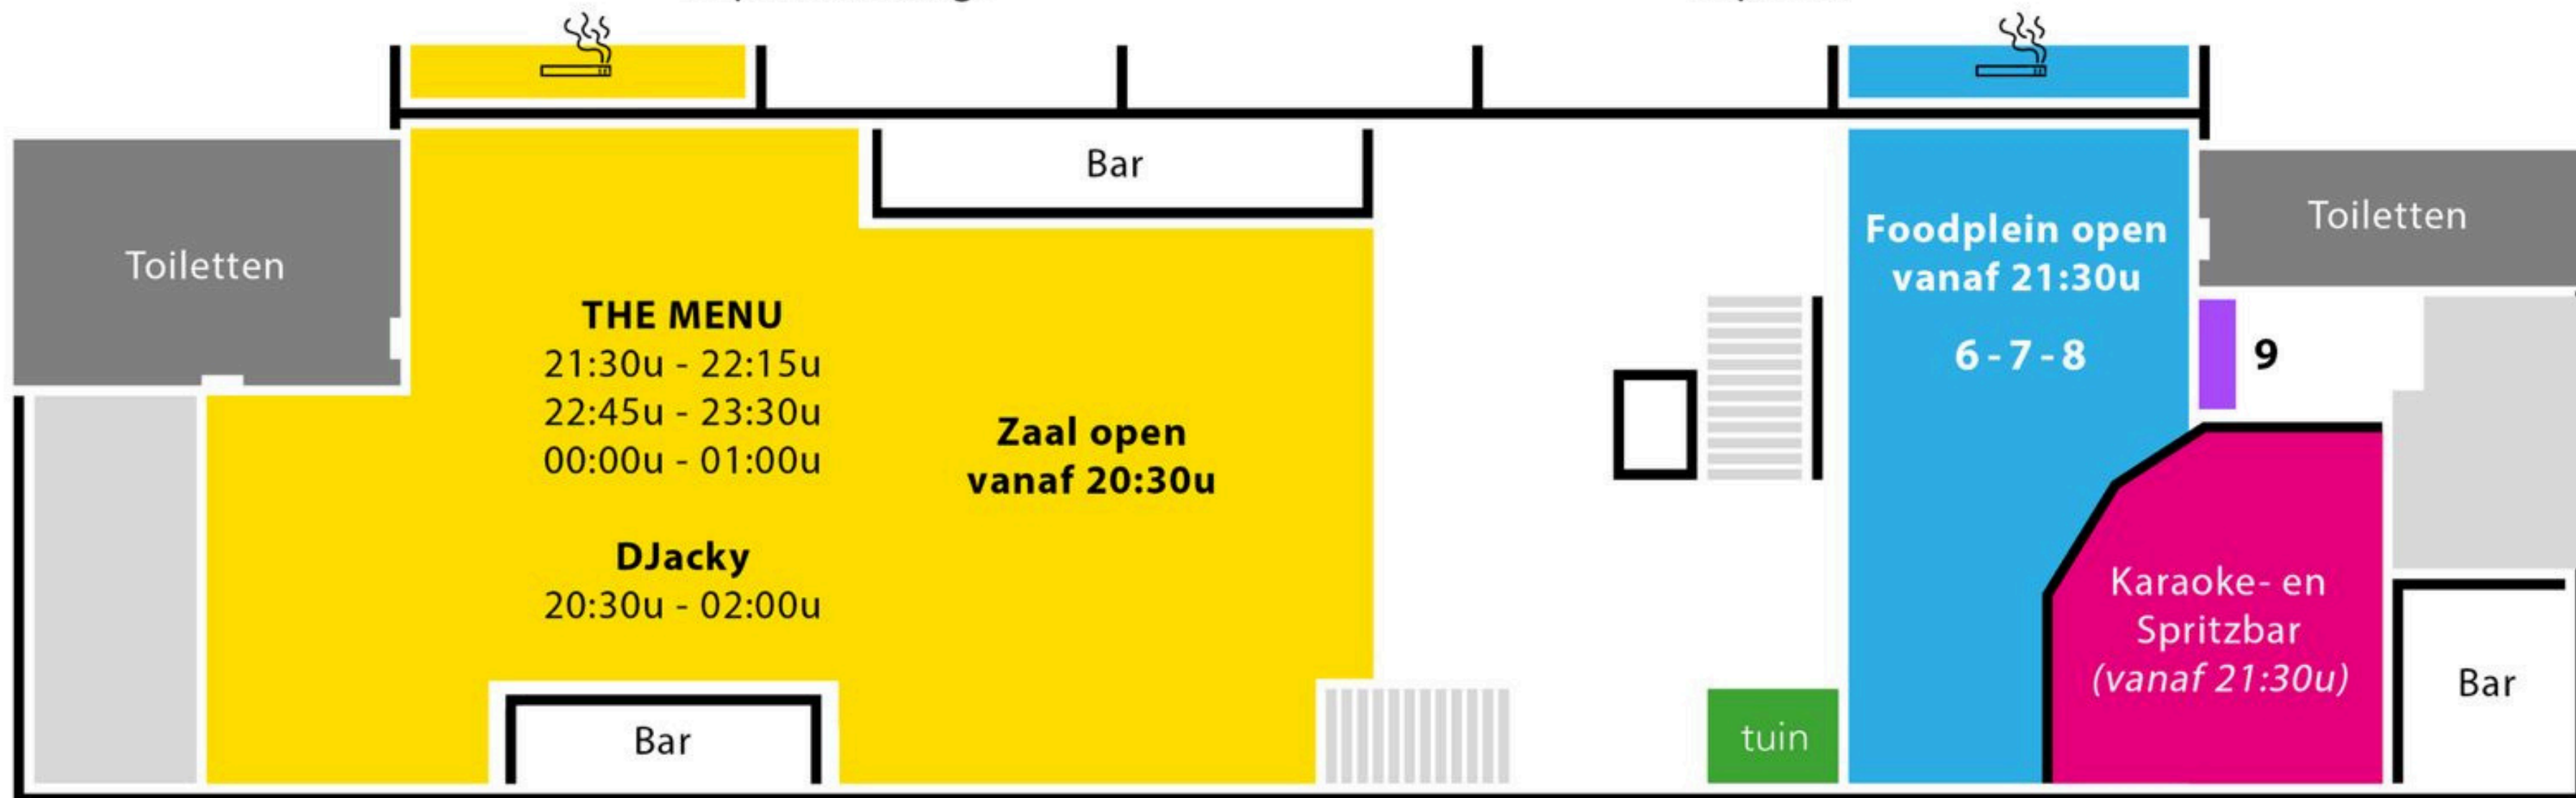 Bar
Toiletten
Toiletten
THE MENU
21:30u - 22:15u
22:45u - 23:30u
00:00u - 01:00u
DJacky
20:30u - 02:00u
Zaal open
vanaf 20:30u
Bar
tuin
Foodplein open
vanaf 21:30u
6 - 7 - 8
9
Karaoke- en
Spritzbar
(vanaf 21:30u)
Bar